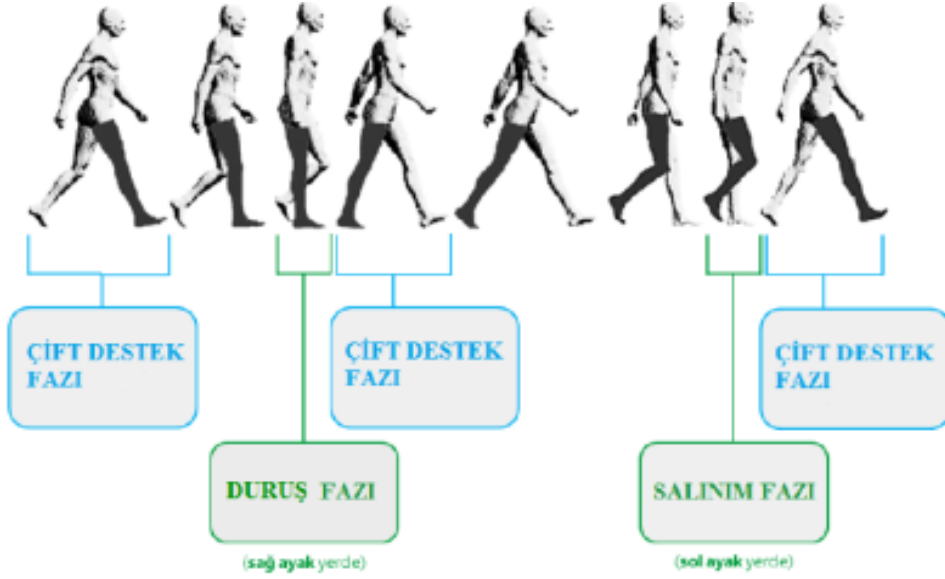 ÇİFT DESTEK
FAZI
ÇİFT DESTEK
FAZI
ÇİFT DESTEK
FAZI
DURUŞ FAZI
(sağ ayak yerde)
SALINIM FAZI
(sol ayak yerde)